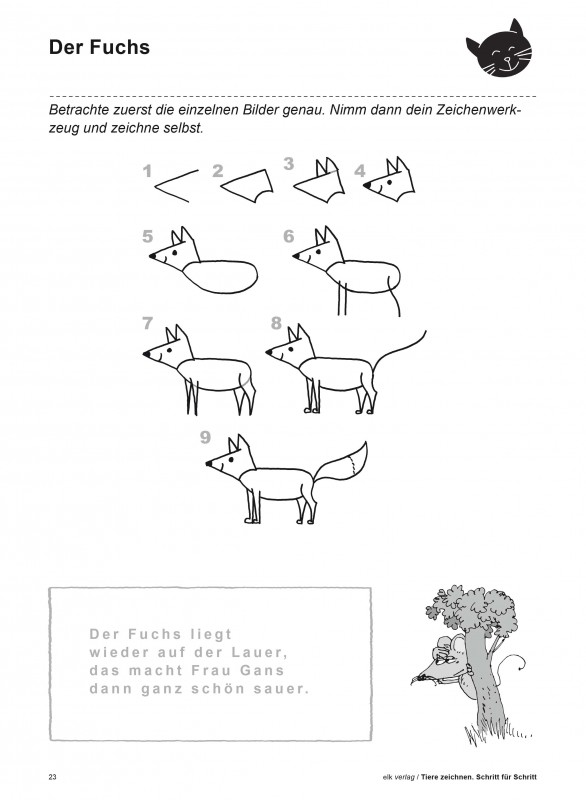 Der Fuchs
Betrachte zuerst die einzelnen Bilder genau. Nimm dann dein Zeichenwerk-
zeug und zeichne selbst.
1 2 3 4
5 6
7 8
9
Der Fuchs liegt
wieder auf der Lauer,
das macht Frau Gans
dann ganz schön sauer.
23 elk verlag / Tiere zeichnen. Schritt für Schritt